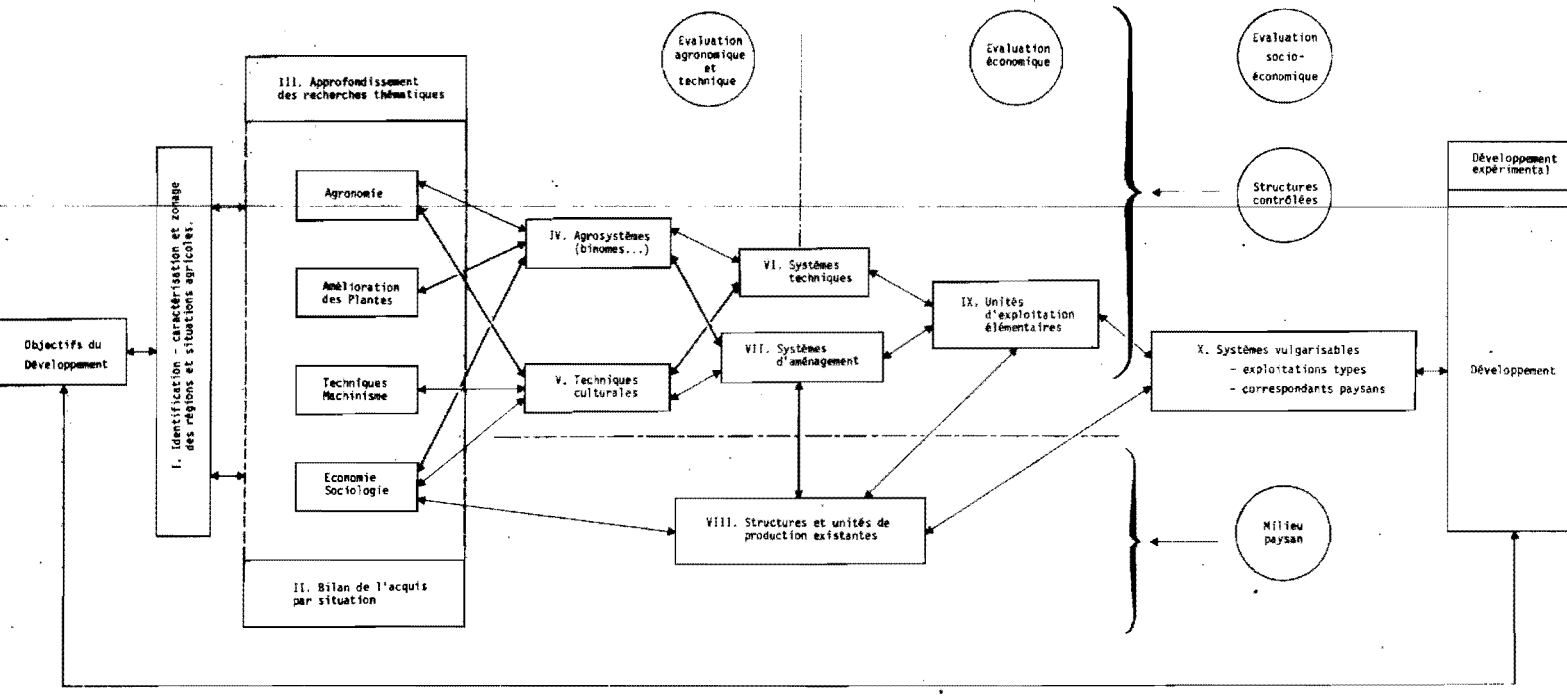 Evaluation
agronomique
et
technique
Evaluation
économique
Evaluation
socio-
économique
III. Approfondissement
des recherches thématiques
Développement
expérimental
Structures
contrôlées
I. Identification - caractérisation et zonage
des régions et situations agricoles.
Agronomie
IV. Agrosystèmes
(binomes...)
VI. Systèmes
techniques
Amélioration
des Plantes
IX. Unités
d'exploitation
élémentaires
Objectifs du
Développement
VII. Systèmes
d'aménagement
X. Systèmes vulgarisables
- exploitations types
- correspondants paysans
Développement
Techniques
Machinisme
V. Techniques
culturales
Economie
Sociologie
VIII. Structures et unités de
production existantes
Milieu
paysan
II. Bilan de l'acquis
par situation